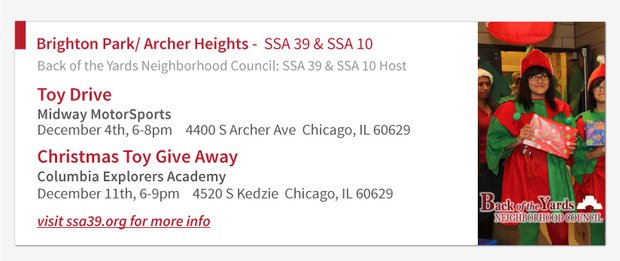 Brighton Park/ Archer Heights - SSA 39 & SSA 10
Back of the Yards Neighborhood Council: SSA 39 & SSA 10 Host
Toy Drive
Midway MotorSports
December 4th, 6-8pm 4400 S Archer Ave Chicago, IL 60629
Christmas Toy Give Away
Columbia Explorers Academy
December 11th, 6-9pm 4520 S Kedzie Chicago, IL 60629
visit ssa39.org for more info
Back of the Yards
NEIGHBORHOOD COUNCIL